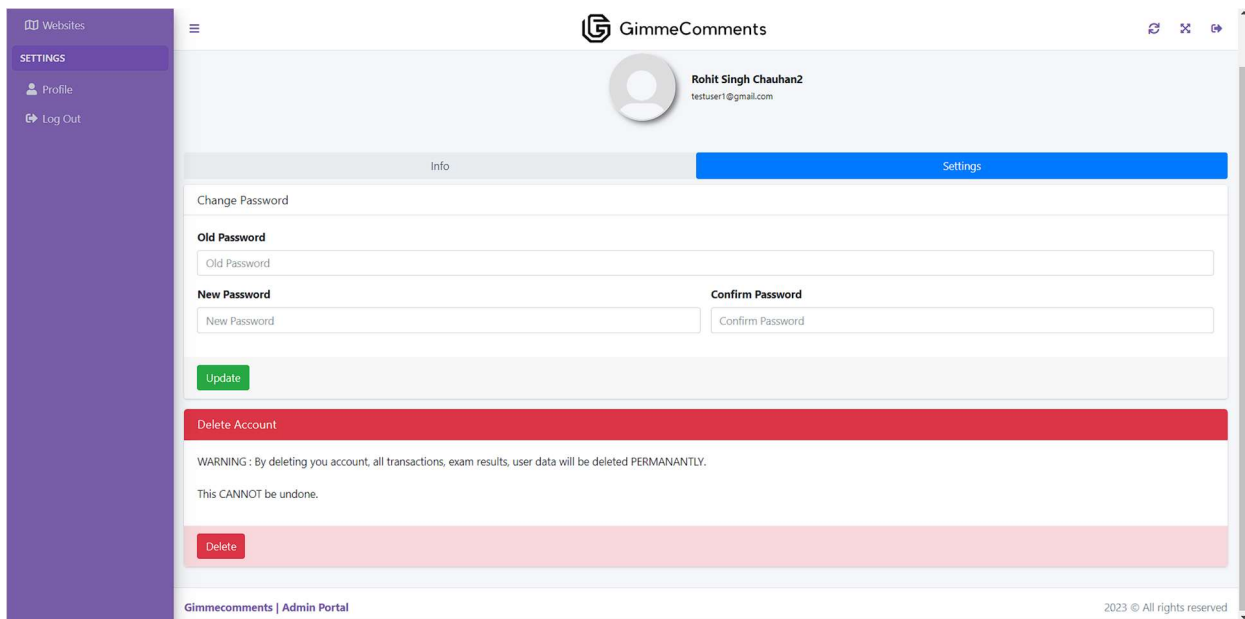 Websites
SETTINGS
Profile
Log Out
GimmeComments
Rohit Singh Chauhan2
testuser1@gmail.com
Info
Settings
Change Password
Old Password
Old Password
New Password
Confirm Password
New Password
Confirm Password
Update
Delete Account
WARNING : By deleting you account, all transactions, exam results, user data will be deleted PERMANANTLY.
This CANNOT be undone.
Delete
Gimmecomments | Admin Portal
2023 © All rights reserved